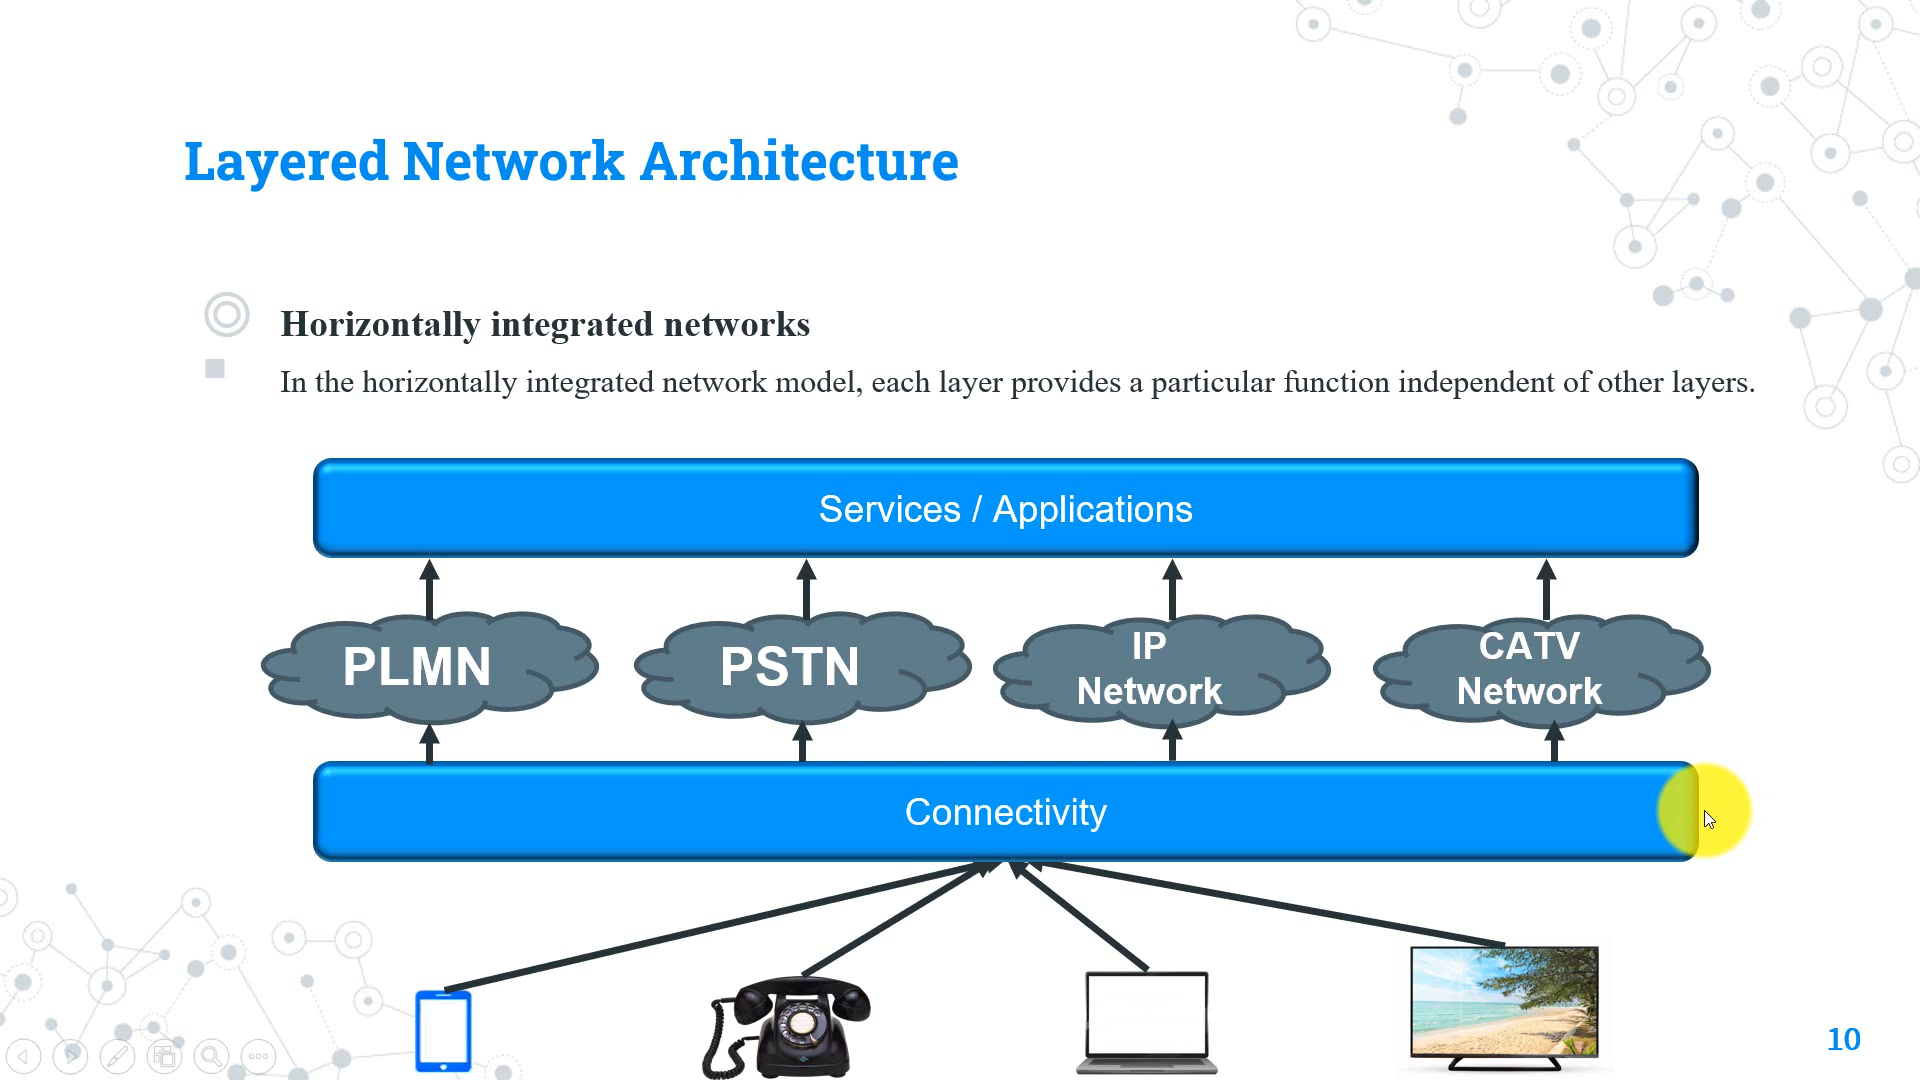 Layered Network Architecture
Horizontally integrated networks
In the horizontally integrated network model, each layer provides a particular function independent of other layers.
Services / Applications
PLMN
PSTN
IP
Network
CATV
Network
Connectivity
10